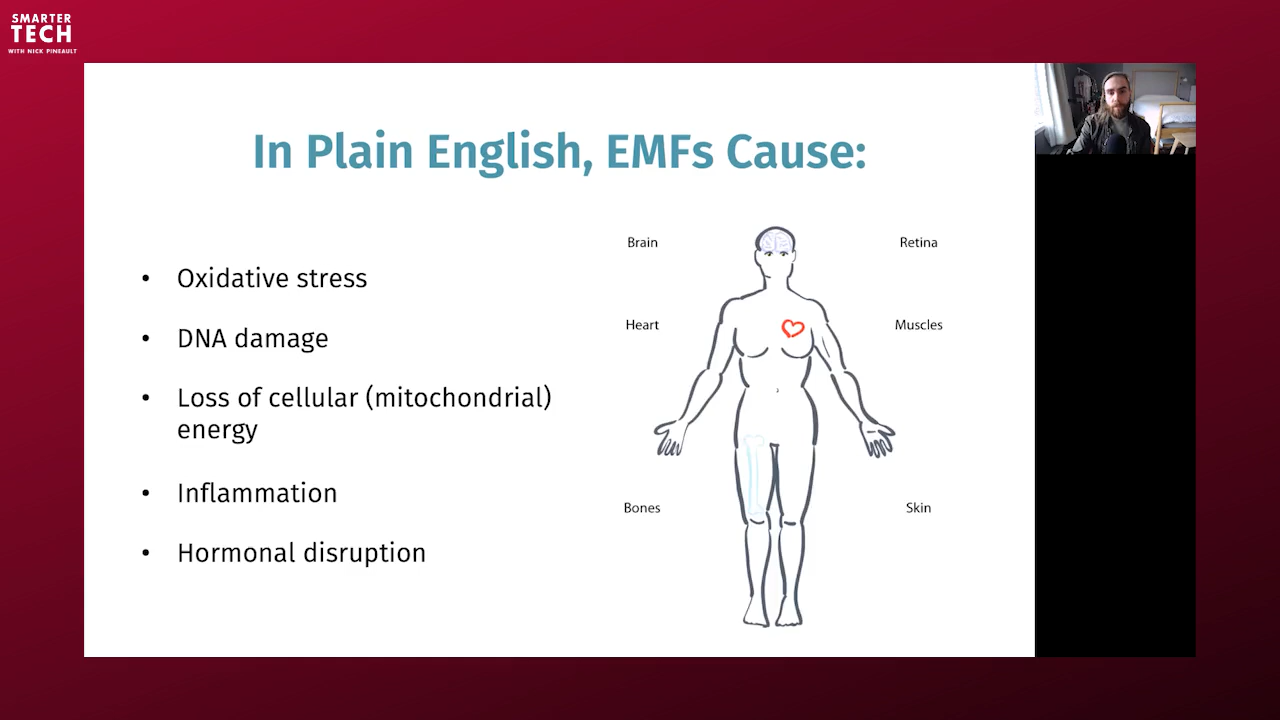 SMARTER
TECH
WITH NICK PINEAULT
In Plain English, EMFs Cause:
• Oxidative stress
• DNA damage
• Loss of cellular (mitochondrial)
energy
• Inflammation
• Hormonal disruption
Brain
Retina
Heart
Muscles
Bones
Skin